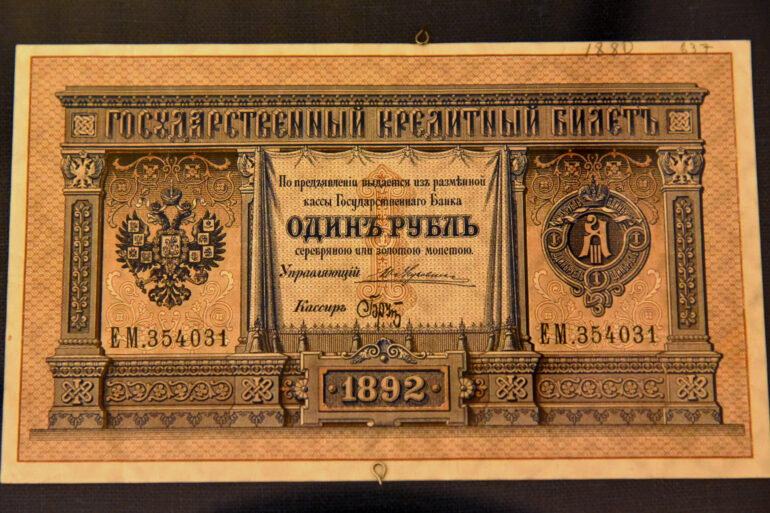 1880 637
ГОСУДАРСТВЕННЫЙ КРЕДИТНЫЙ БИЛЕТЪ
По предъявленіи выдается изъ размѣнной
кассы Государственнаго Банка
ОДИНЪ РУБЛЬ
серебряною или золотою монетою.
Управляющій
Кассиръ
ЕМ.354031 ЕМ.354031
1892